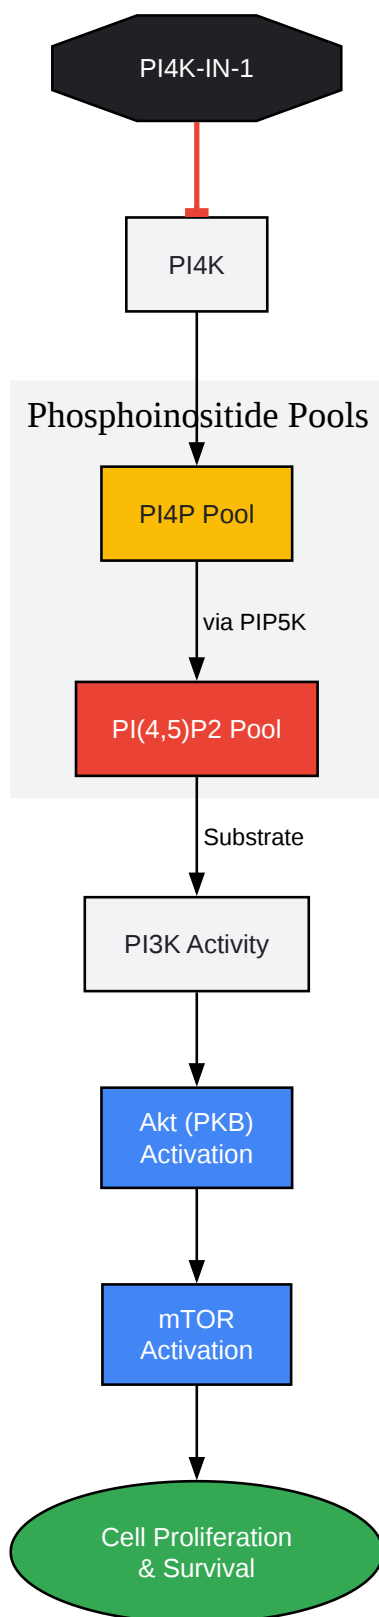 PI4K-IN-1
PI4K
Phosphoinositide Pools
PI4P Pool
via PIP5K
PI(4,5)P2 Pool
Substrate
PI3K Activity
Akt (PKB)
Activation
mTOR
Activation
Cell Proliferation
& Survival